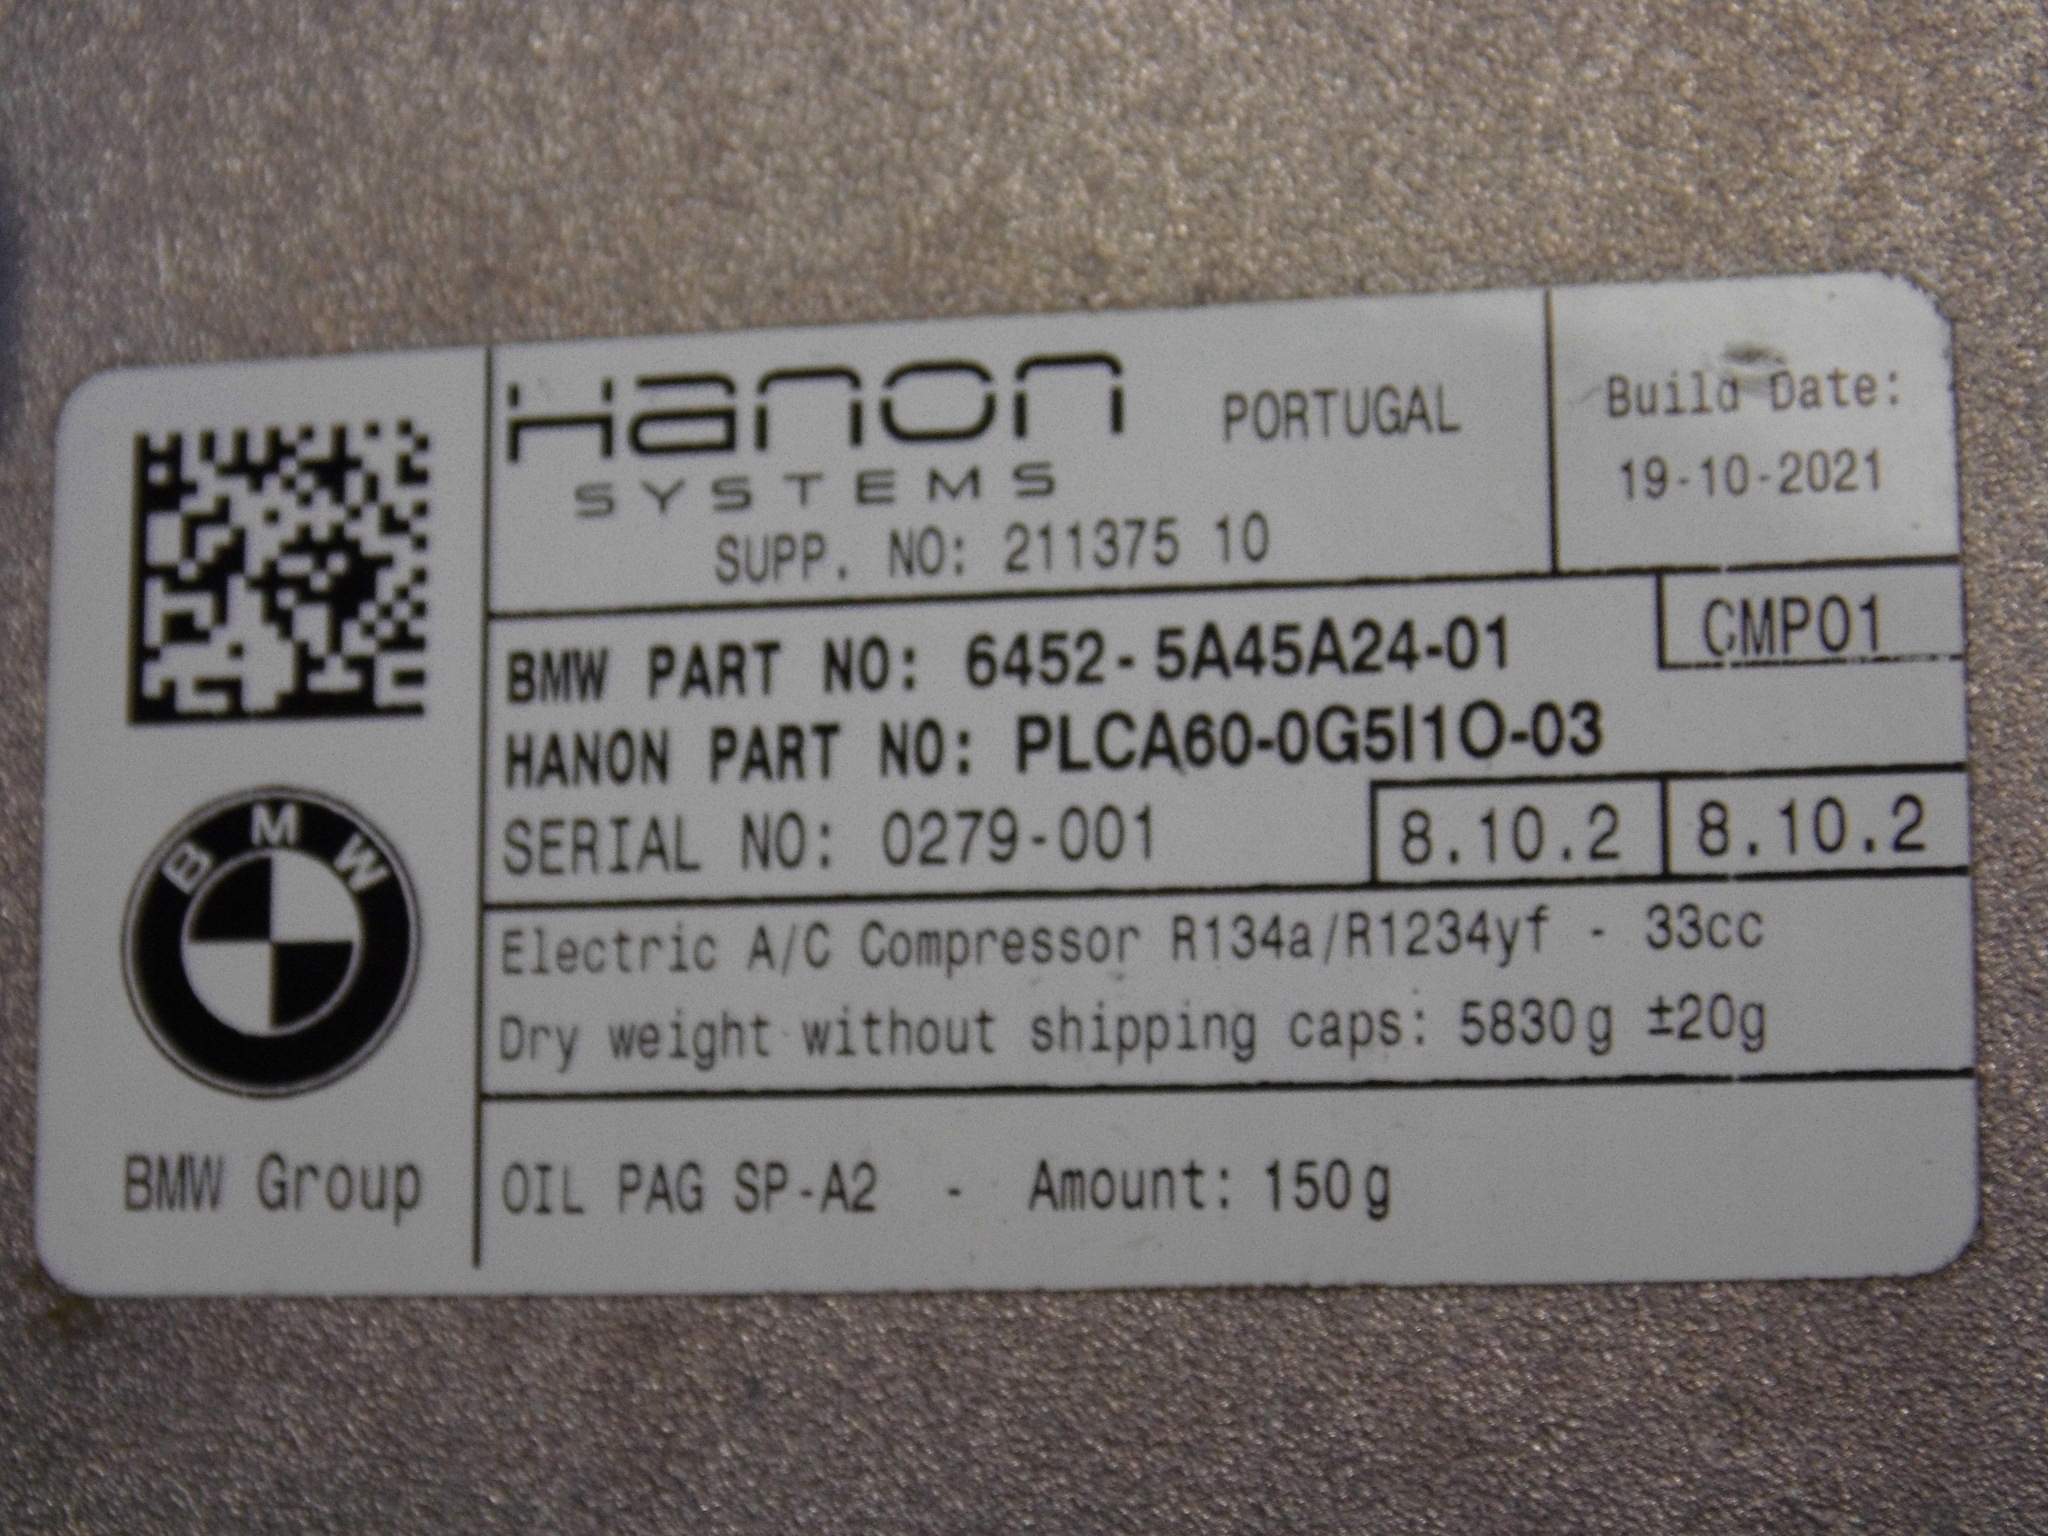 Hanon
SYSTEMS
PORTUGAL
SUPP. NO: 211375 10
Build Date:
19-10-2021
BMW PART NO: 6452-5A45A24-01
CMP01
HANON PART NO: PLCA60-0G5I1O-03
SERIAL NO: 0279-001
8.10.2
8.10.2
Electric A/C Compressor R134a/R1234yf - 33cc
Dry weight without shipping caps: 5830g ±20g
OIL PAG SP-A2 - Amount: 150g
BMW
BMW Group